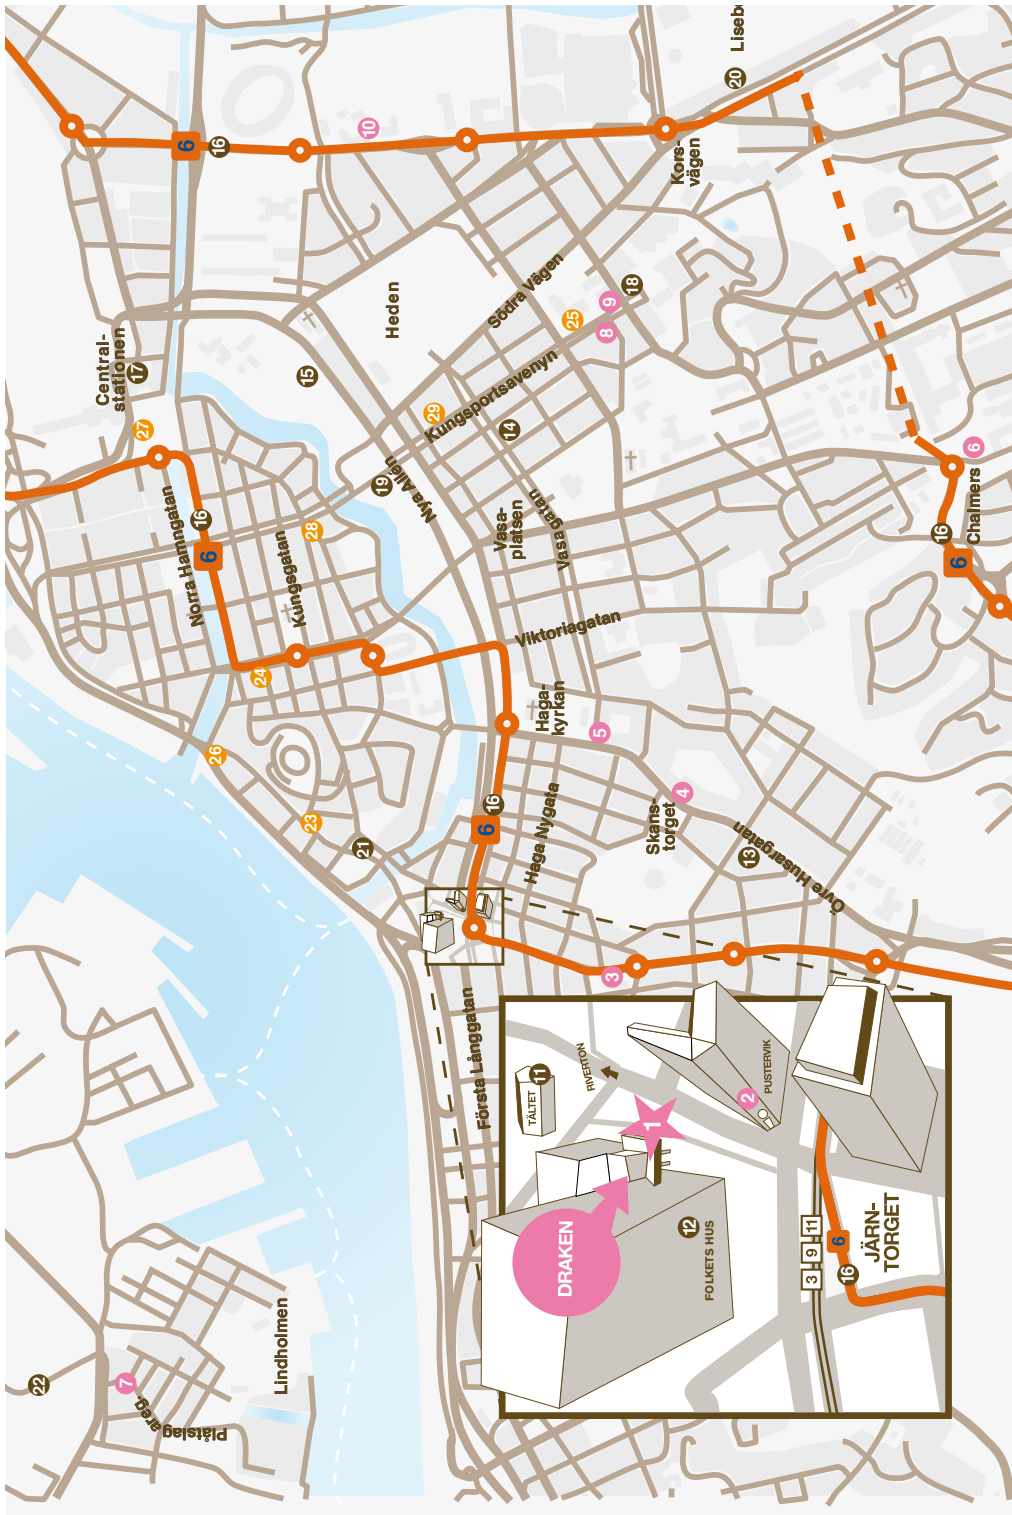 Lindholmen
Plåtslag
areg.
22
7
Central-
stationen
17
27
Norra Hamngatan
16
6
Kungsgatan
28
24
26
23
21
6
16
10
15
Heden
19
Nya Allén
29
Kungsportsavenyn
Södra vägen
25
8
9
18
14
Vasa-
platsen
Vasagatan
Viktoriagatan
Haga-
kyrkan
5
16
6
Haga Nygata
Skans-
torget
4
13
Övre Husargatan
3
Första Långgatan
Kors-
vägen
20
Liseb
Chalmers
6
16
6
TÄLTET
11
RIVERTON
1
2
PUSTERVIK
DRAKEN
12
FOLKETS HUS
3
9
11
6
16
JÄRN-
TORGET